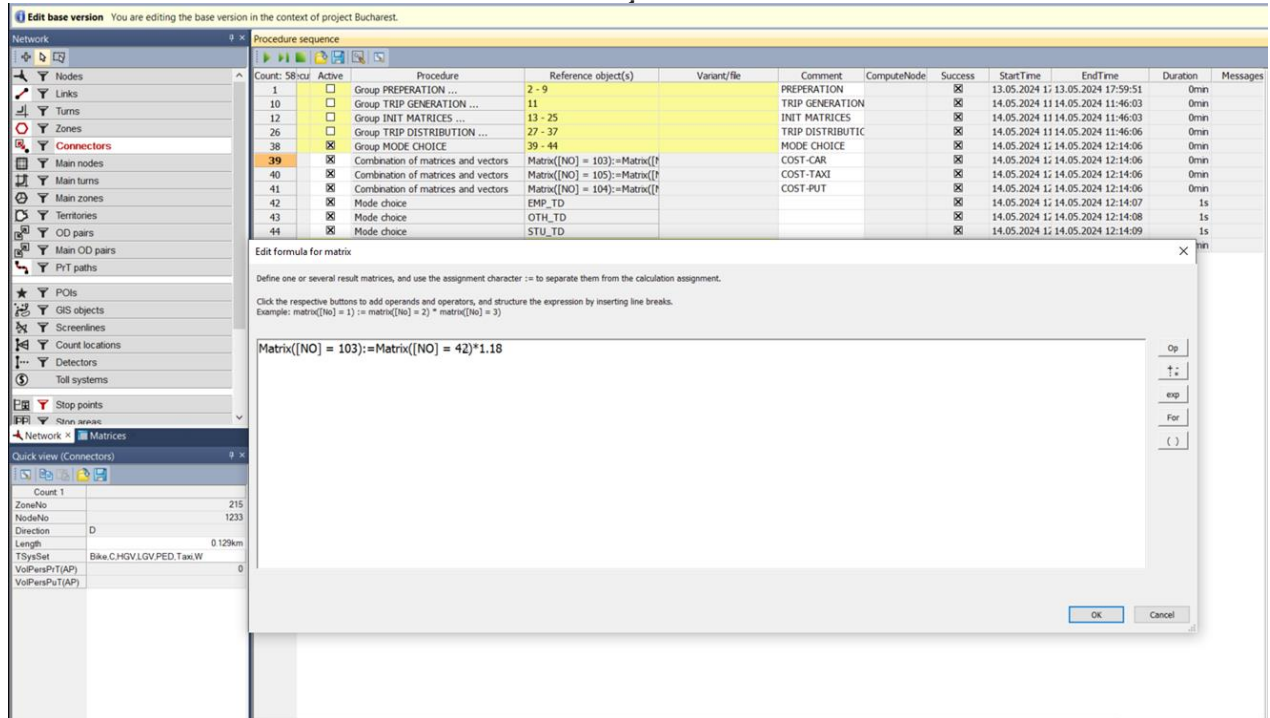 Edit base version You are editing the base version in the context of project Bucharest.
Network
Procedure sequence
Nodes
Links
Turns
Zones
Connectors
Main nodes
Main turns
Main zones
Territories
OD pairs
Main OD pairs
PrT paths
POIs
GIS objects
Screenlines
Count locations
Detectors
Toll systems
Stop points
Stop areas
Network Matrices
Quick view (Connectors)
Count 1
ZoneNo 215
NodeNo 1233
Direction D
Length 0.129km
TSysSet Bike,C,HGV,LGV,PED,Taxi,W
VolPersPrT(AP) 0
VolPersPuT(AP)
Count: 58 Active Procedure Reference object(s) Variant/file Comment ComputeNode Success StartTime EndTime Duration Messages
1 Group PREPERATION ... 2 - 9 PREPERATION 13.05.2024 17 13.05.2024 17:59:51 0min
10 Group TRIP GENERATION ... 11 TRIP GENERATION 14.05.2024 11 14.05.2024 11:46:03 0min
12 Group INIT MATRICES ... 13 - 25 INIT MATRICES 14.05.2024 11 14.05.2024 11:46:03 0min
26 Group TRIP DISTRIBUTION ... 27 - 37 TRIP DISTRIBUTIC 14.05.2024 11 14.05.2024 11:46:06 0min
38 Group MODE CHOICE 39 - 44 MODE CHOICE 14.05.2024 12 14.05.2024 12:14:06 0min
39 Combination of matrices and vectors Matrix([NO] = 103):=Matrix([N COST-CAR 14.05.2024 12 14.05.2024 12:14:06 0min
40 Combination of matrices and vectors Matrix([NO] = 105):=Matrix([N COST-TAXI 14.05.2024 12 14.05.2024 12:14:06 0min
41 Combination of matrices and vectors Matrix([NO] = 104):=Matrix([N COST-PUT 14.05.2024 12 14.05.2024 12:14:06 0min
42 Mode choice EMP_TD 14.05.2024 12 14.05.2024 12:14:07 1s
43 Mode choice OTH_TD 14.05.2024 12 14.05.2024 12:14:08 1s
44 Mode choice STU_TD 14.05.2024 12 14.05.2024 12:14:09 1s
Edit formula for matrix
Define one or several result matrices, and use the assignment character := to separate them from the calculation assignment.
Click the respective buttons to add operands and operators, and structure the expression by inserting line breaks.
Example: matrix([No] = 1) := matrix([No] = 2) * matrix([No] = 3)
Matrix([NO] = 103):=Matrix([NO] = 42)*1.18
Op
exp
For
( )
OK Cancel